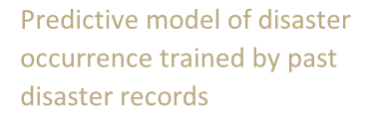 Predictive model of disaster
occurrence trained by past
disaster records